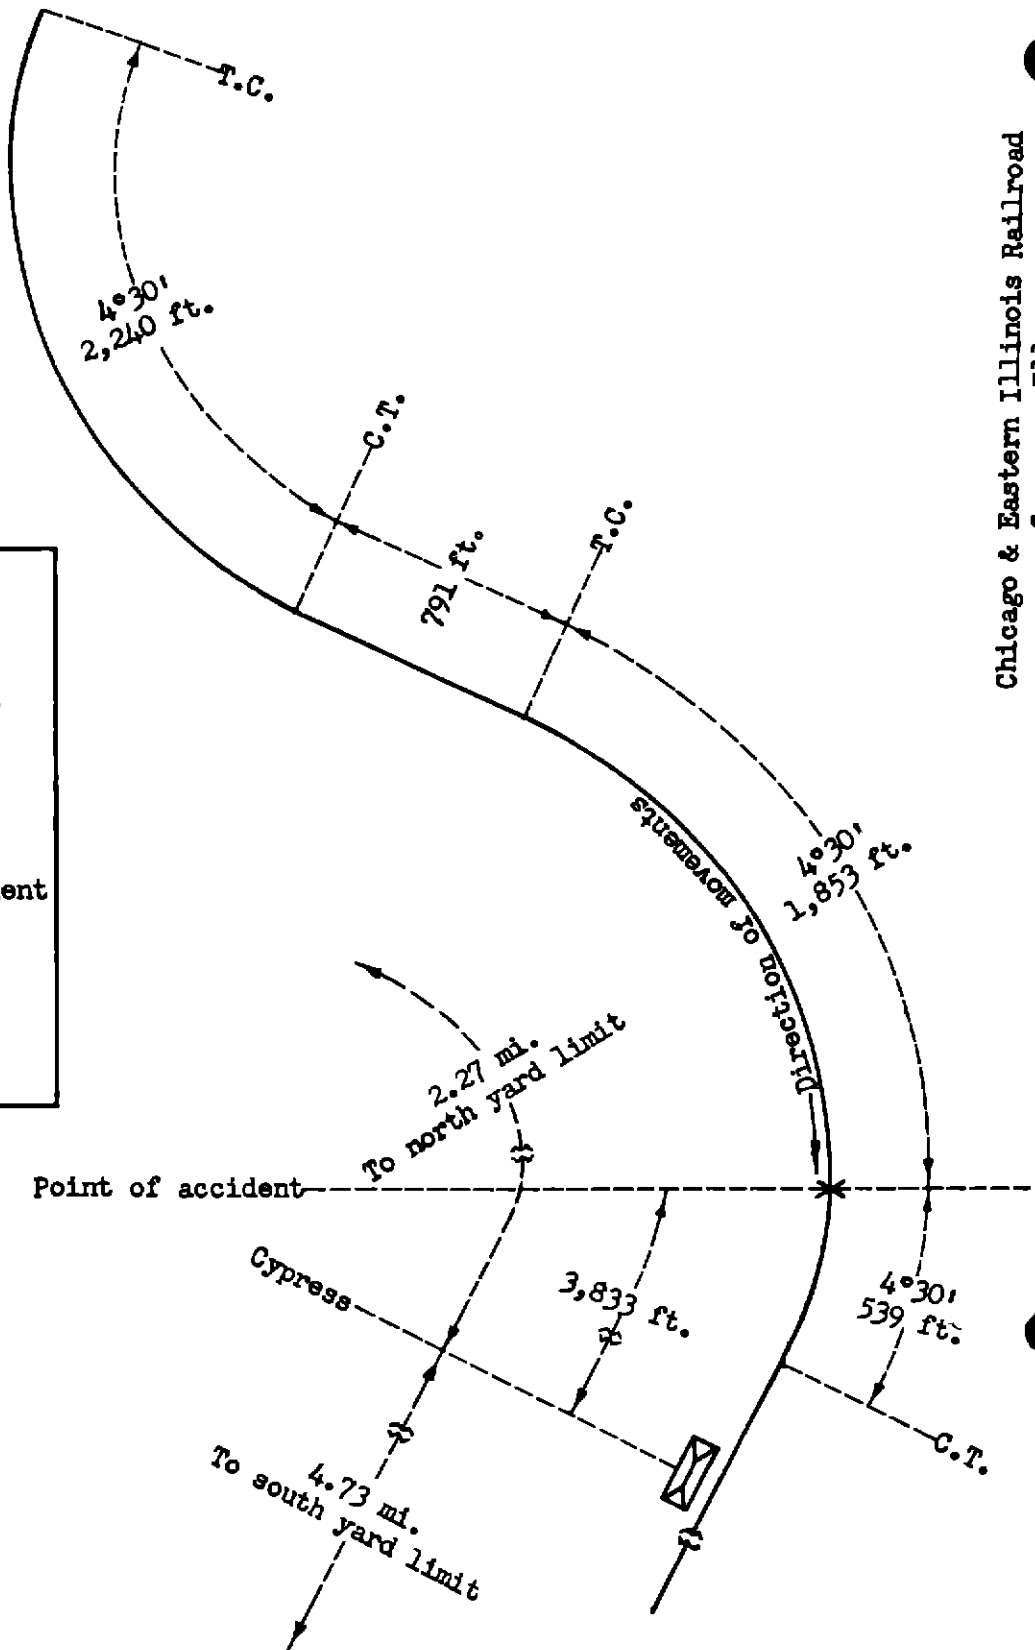 T.C.
4°30'
2,240 ft.
C.T.
791 ft.
T.C.
4°30'
1,853 ft.
Direction of movements
2.27 mi.
To north yard limit
Point of accident
Cypress
3,833 ft.
4°30'
539 ft.
C.T.
4.73 mi.
To south yard limit
Chicago & Eastern Illinois Railroad